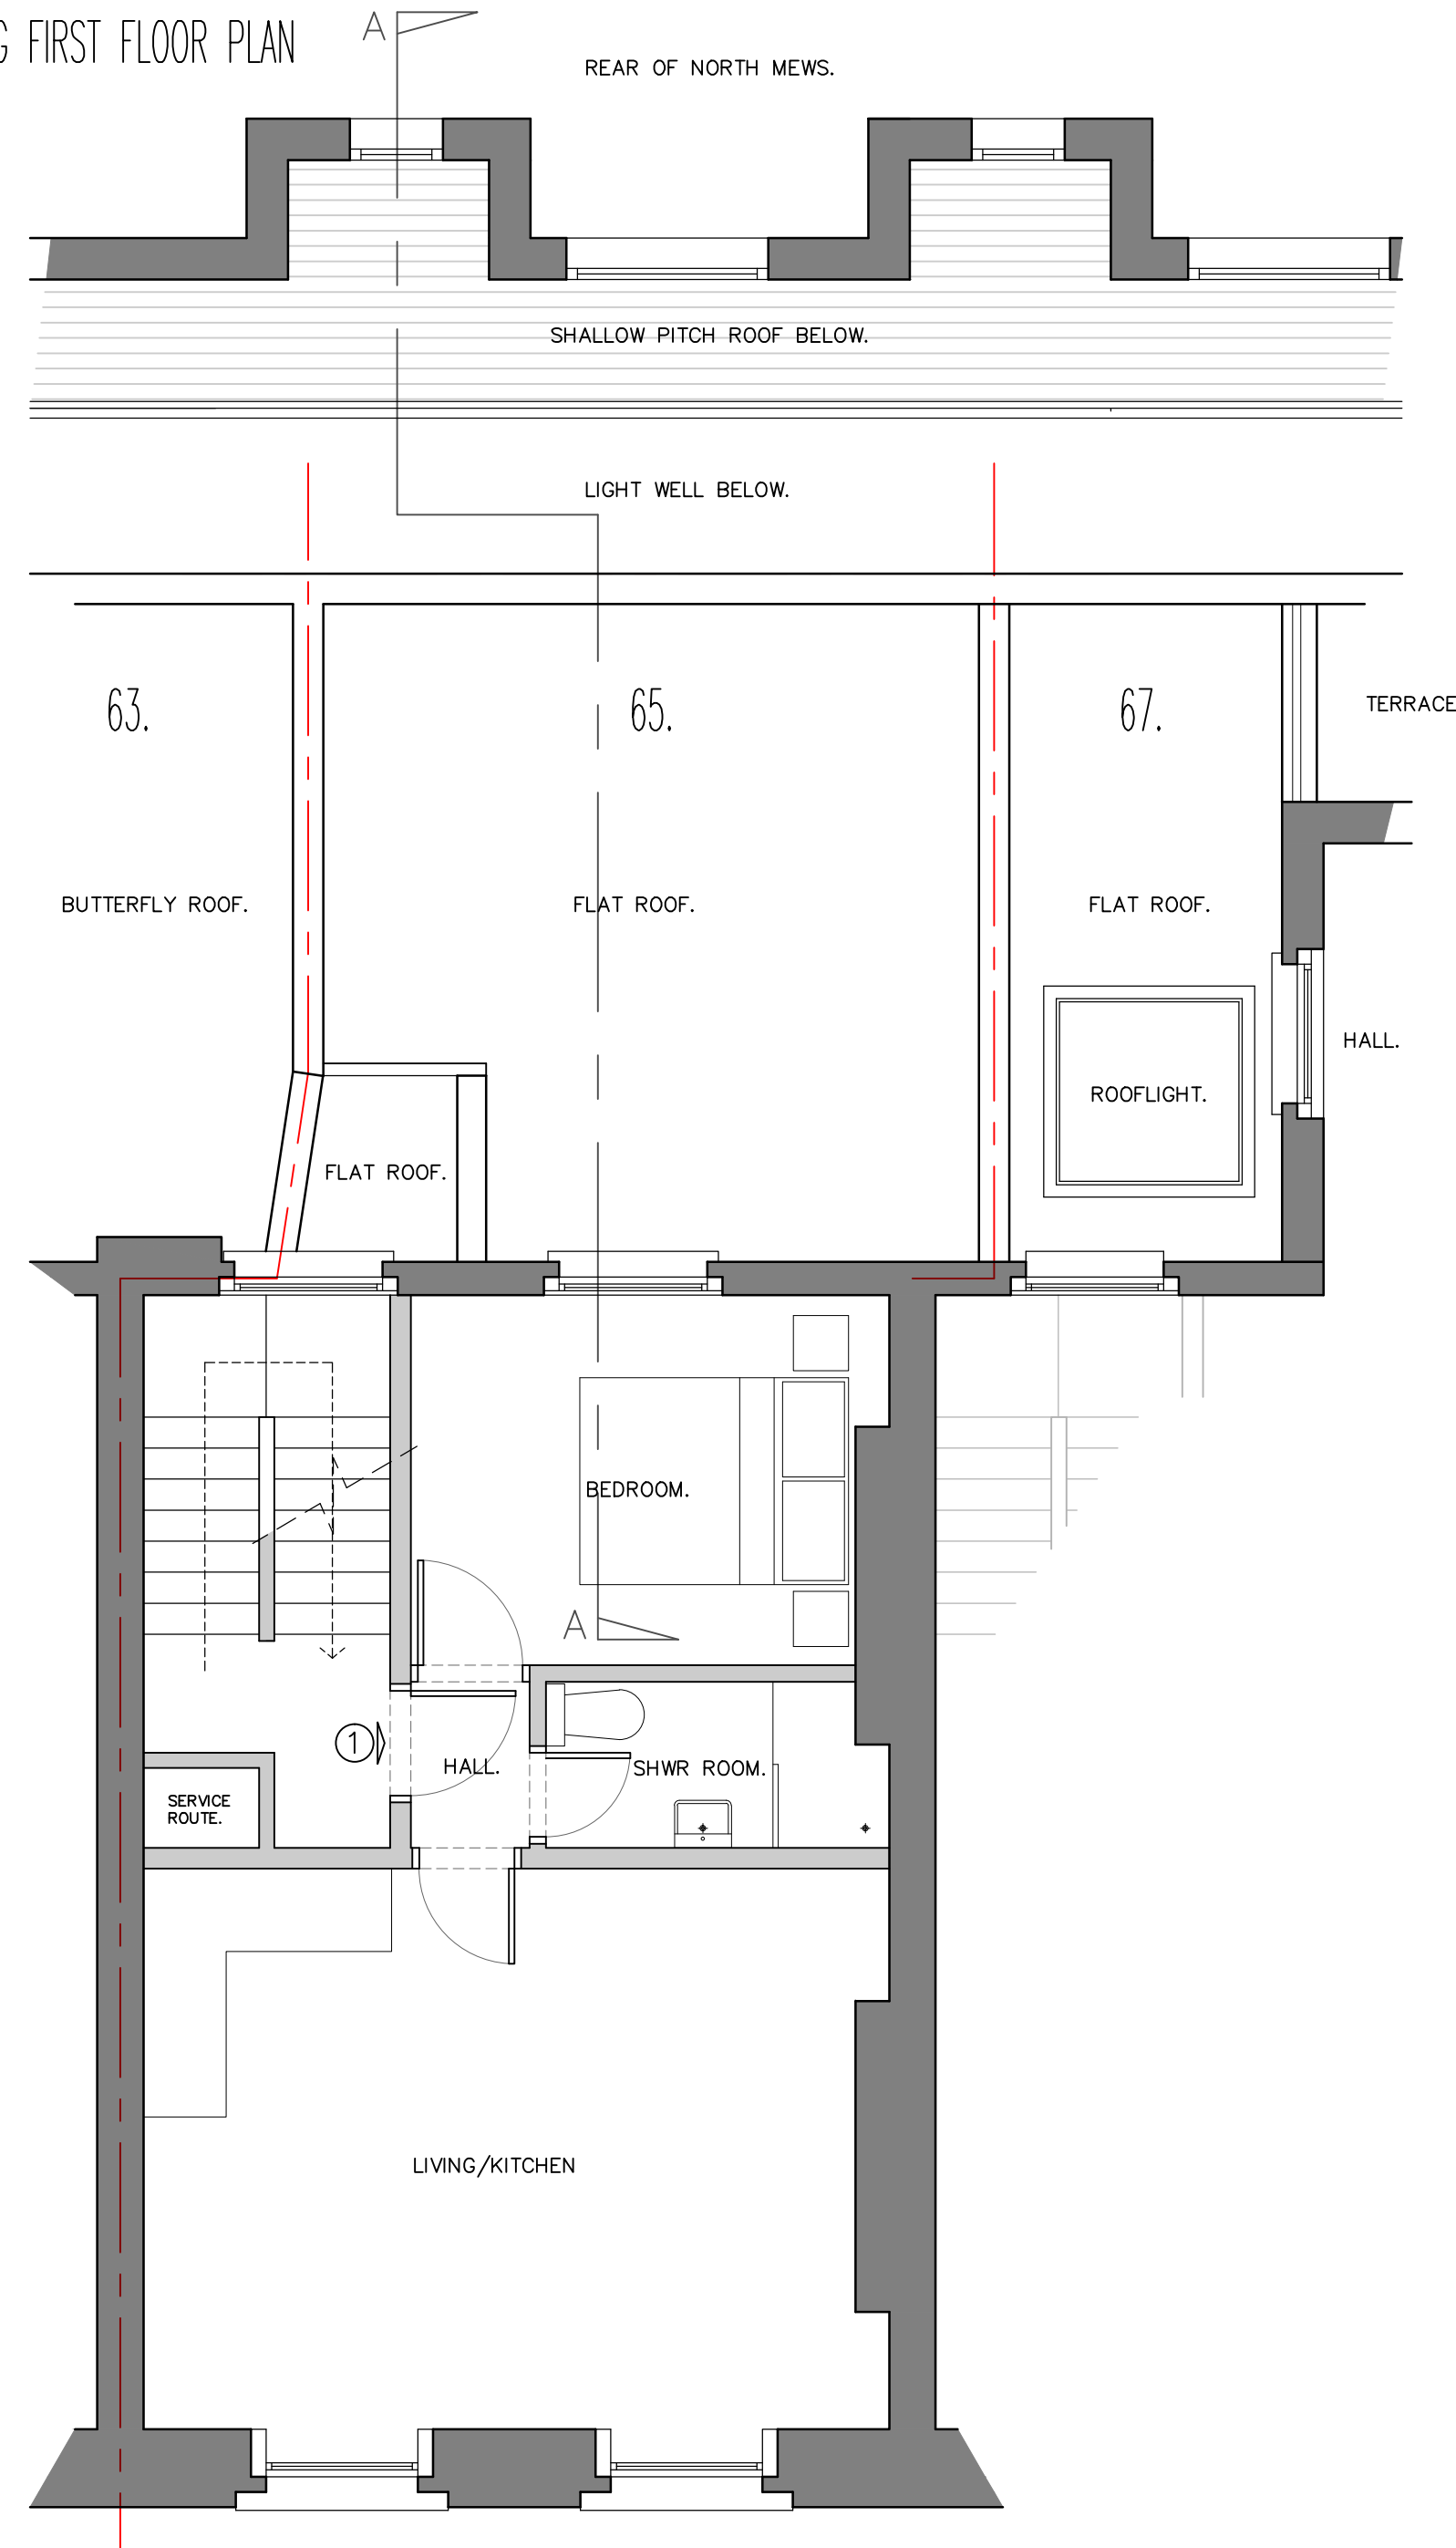 G FIRST FLOOR PLAN
A
REAR OF NORTH MEWS.
SHALLOW PITCH ROOF BELOW.
LIGHT WELL BELOW.
63.
65.
67.
TERRACE
BUTTERFLY ROOF.
FLAT ROOF.
FLAT ROOF.
HALL.
ROOFLIGHT.
FLAT ROOF.
BEDROOM.
A
1
HALL.
SHWR ROOM.
SERVICE
ROUTE.
LIVING/KITCHEN